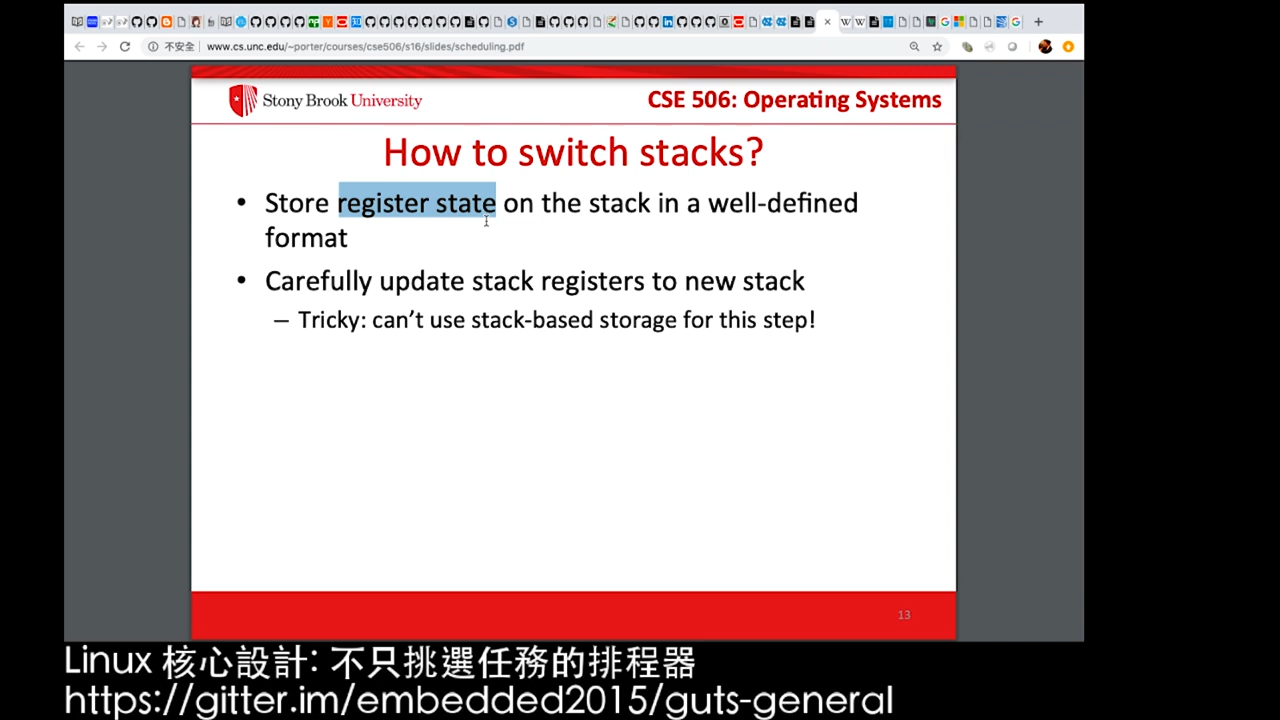 不安全 www.cs.unc.edu/~porter/courses/cse506/s16/slides/scheduling.pdf
Stony Brook University
CSE 506: Operating Systems
How to switch stacks?
• Store register state on the stack in a well-defined
format
• Carefully update stack registers to new stack
– Tricky: can’t use stack-based storage for this step!
13
Linux 核心設計: 不只挑選任務的排程器
https://gitter.im/embedded2015/guts-general